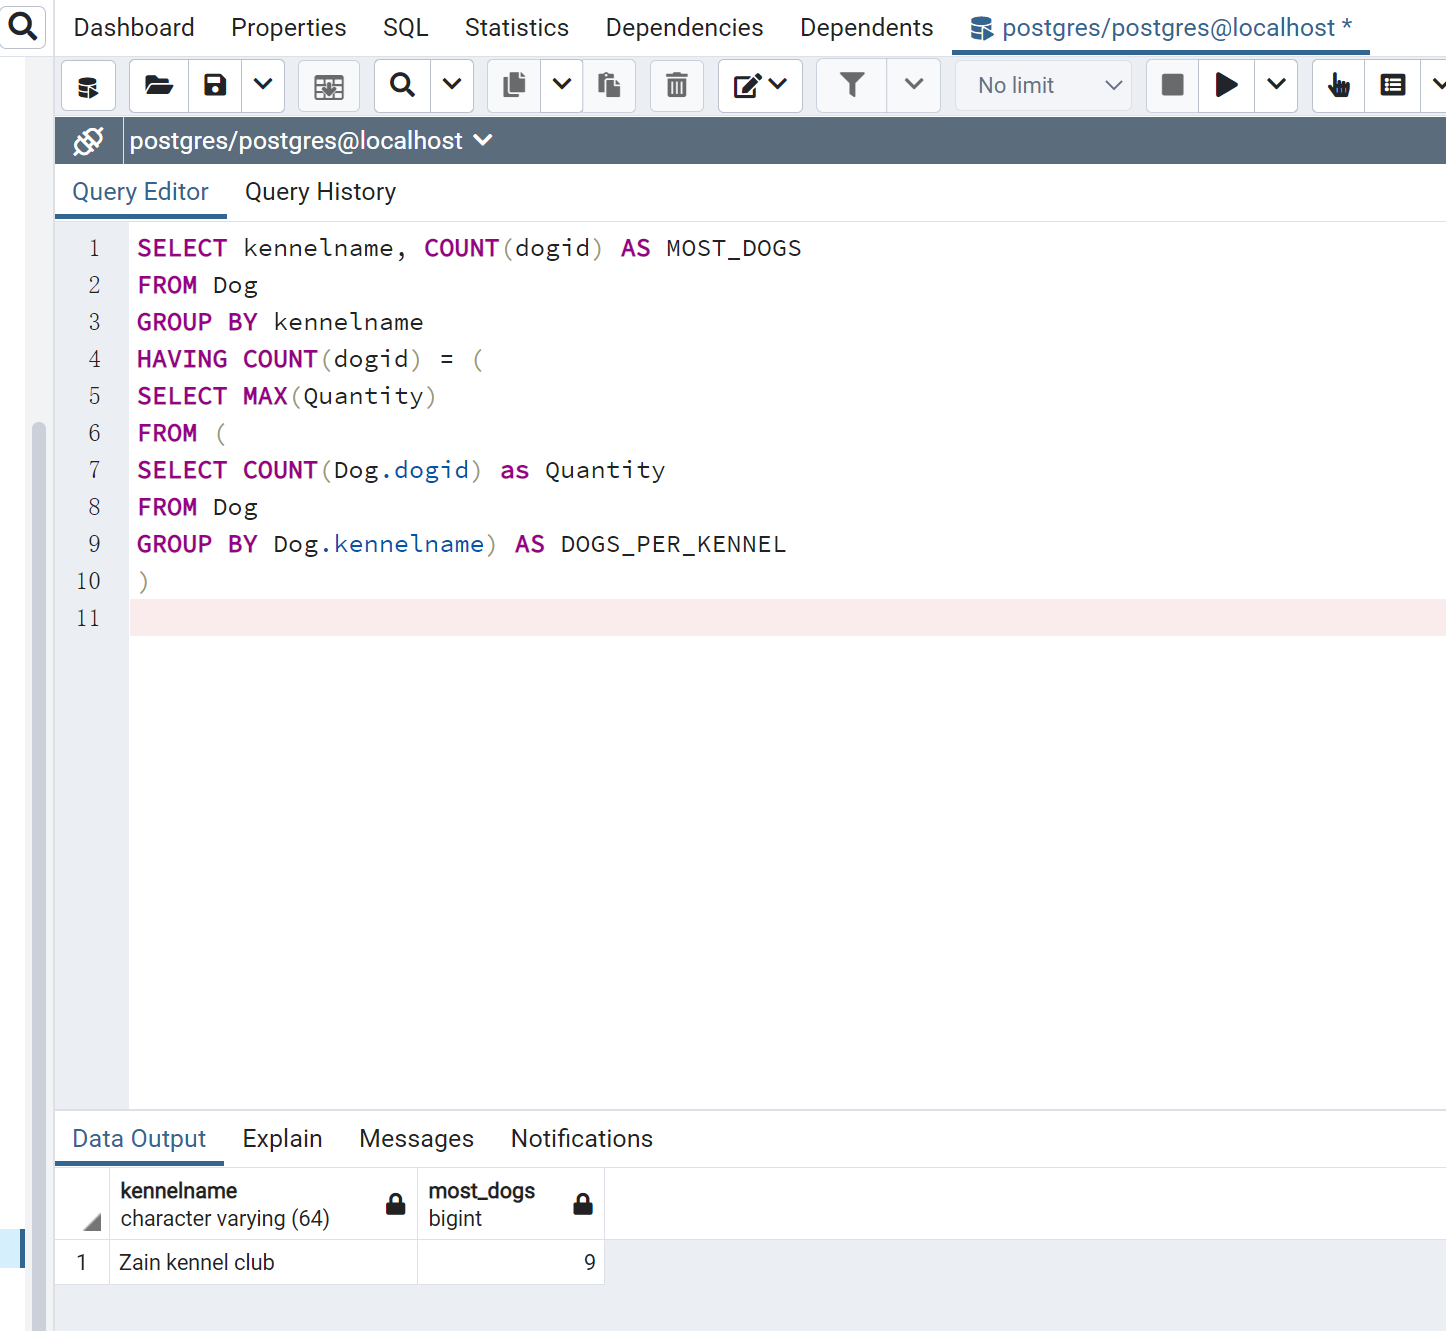 Dashboard Properties SQL Statistics Dependencies Dependents postgres/postgres@localhost *
No limit
postgres/postgres@localhost
Query Editor Query History
1 SELECT kennelname, COUNT(dogid) AS MOST_DOGS
2 FROM Dog
3 GROUP BY kennelname
4 HAVING COUNT(dogid) = (
5 SELECT MAX(Quantity)
6 FROM (
7 SELECT COUNT(Dog.dogid) as Quantity
8 FROM Dog
9 GROUP BY Dog.kennelname) AS DOGS_PER_KENNEL
10 )
11
Data Output Explain Messages Notifications
kennelname most_dogs
character varying (64) bigint
1 Zain kennel club 9